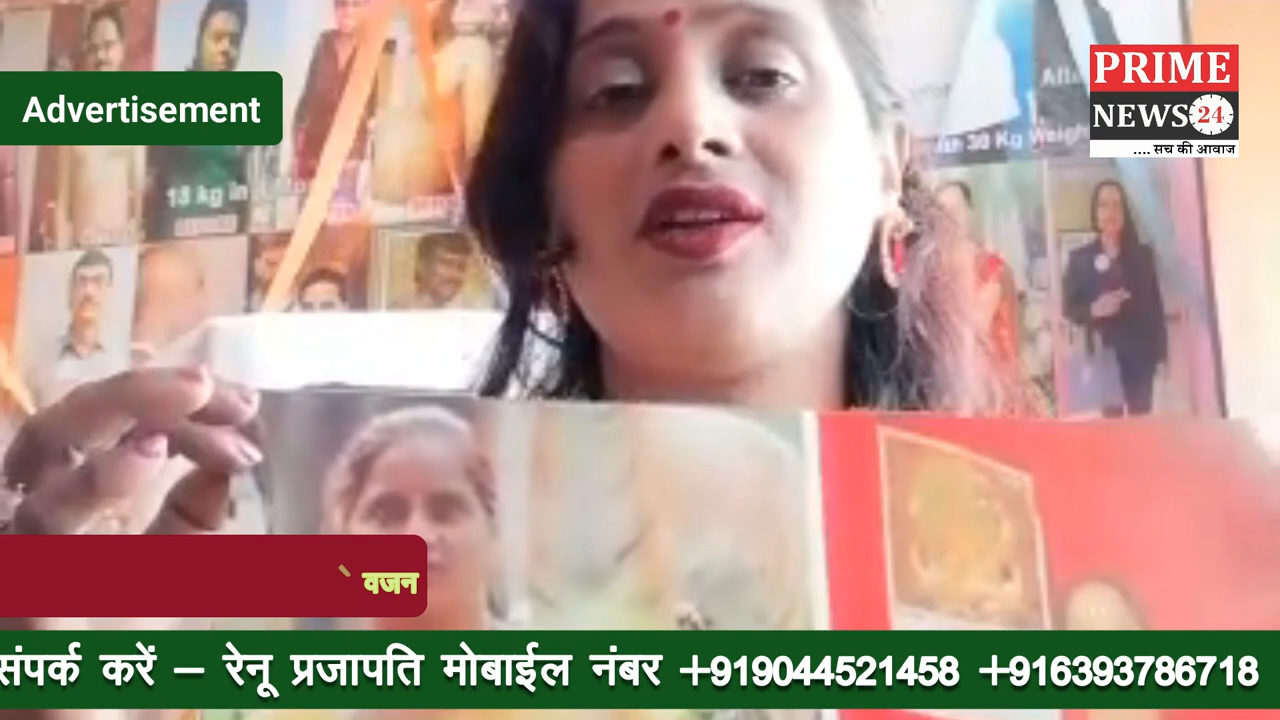 Advertisement
PRIME
NEWS 24
.... सच की आवाज
30 Kg
18 kg in
वजन
संपर्क करें – रेनू प्रजापति मोबाईल नंबर +919044521458 +916393786718